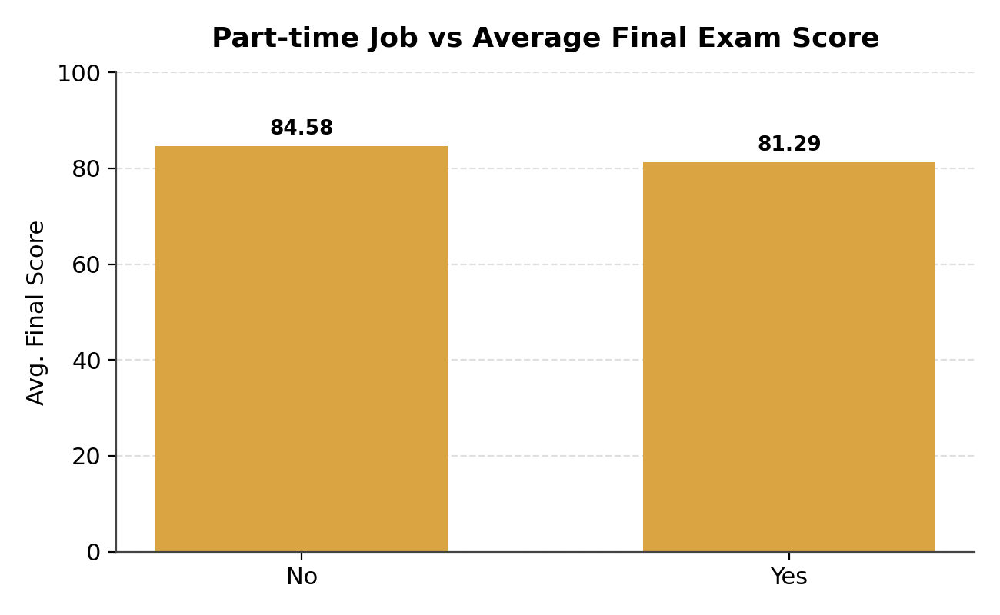 Part-time Job vs Average Final Exam Score
Avg. Final Score
100
80
60
40
20
0
84.58
81.29
No
Yes